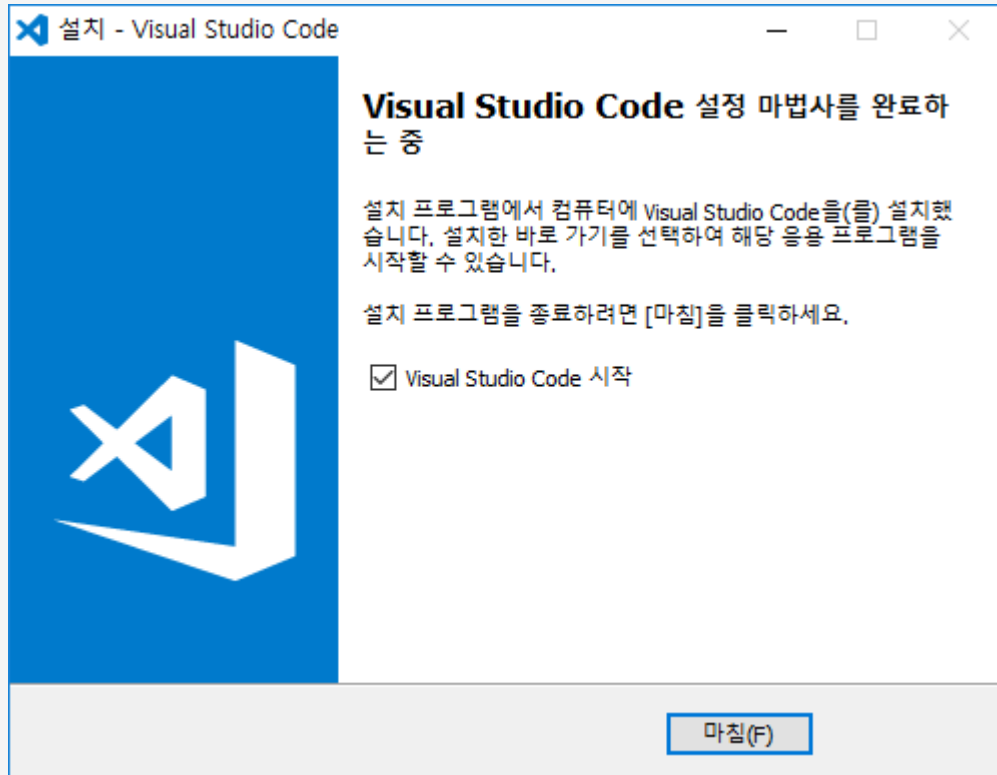 설치 - Visual Studio Code
Visual Studio Code 설정 마법사를 완료하
는 중
설치 프로그램에서 컴퓨터에 Visual Studio Code을(를) 설치했
습니다. 설치한 바로 가기를 선택하여 해당 응용 프로그램을
시작할 수 있습니다.
설치 프로그램을 종료하려면 [마침]을 클릭하세요.
Visual Studio Code 시작
마침(F)